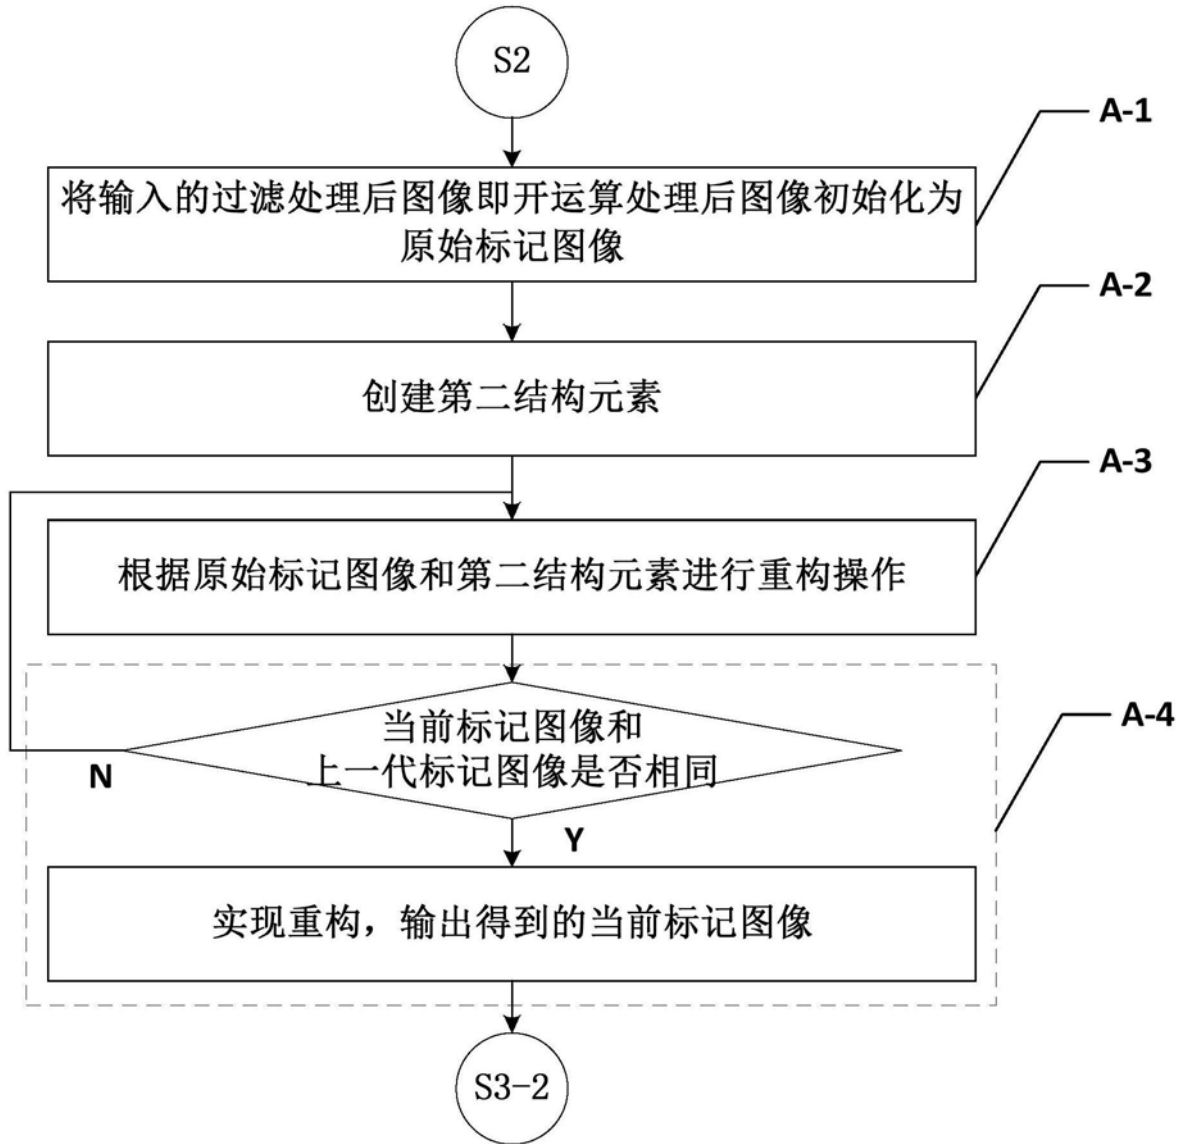 S2
A-1
将输入的过滤处理后图像即开运算处理后图像初始化为
原始标记图像
A-2
创建第二结构元素
A-3
根据原始标记图像和第二结构元素进行重构操作
当前标记图像和
上一代标记图像是否相同
A-4
N
Y
实现重构，输出得到的当前标记图像
S3-2